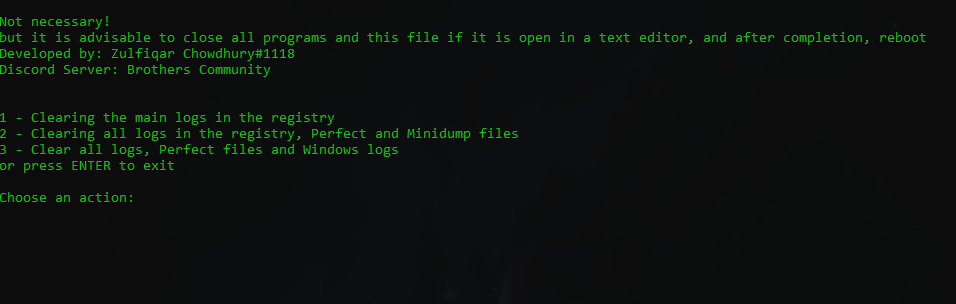 Not necessary!
but it is advisable to close all programs and this file if it is open in a text editor, and after completion, reboot
Developed by: Zulfiqar Chowdhury#1118
Discord Server: Brothers Community
1 - Clearing the main logs in the registry
2 - Clearing all logs in the registry, Perfect and Minidump files
3 - Clear all logs, Perfect files and Windows logs
or press ENTER to exit
Choose an action: